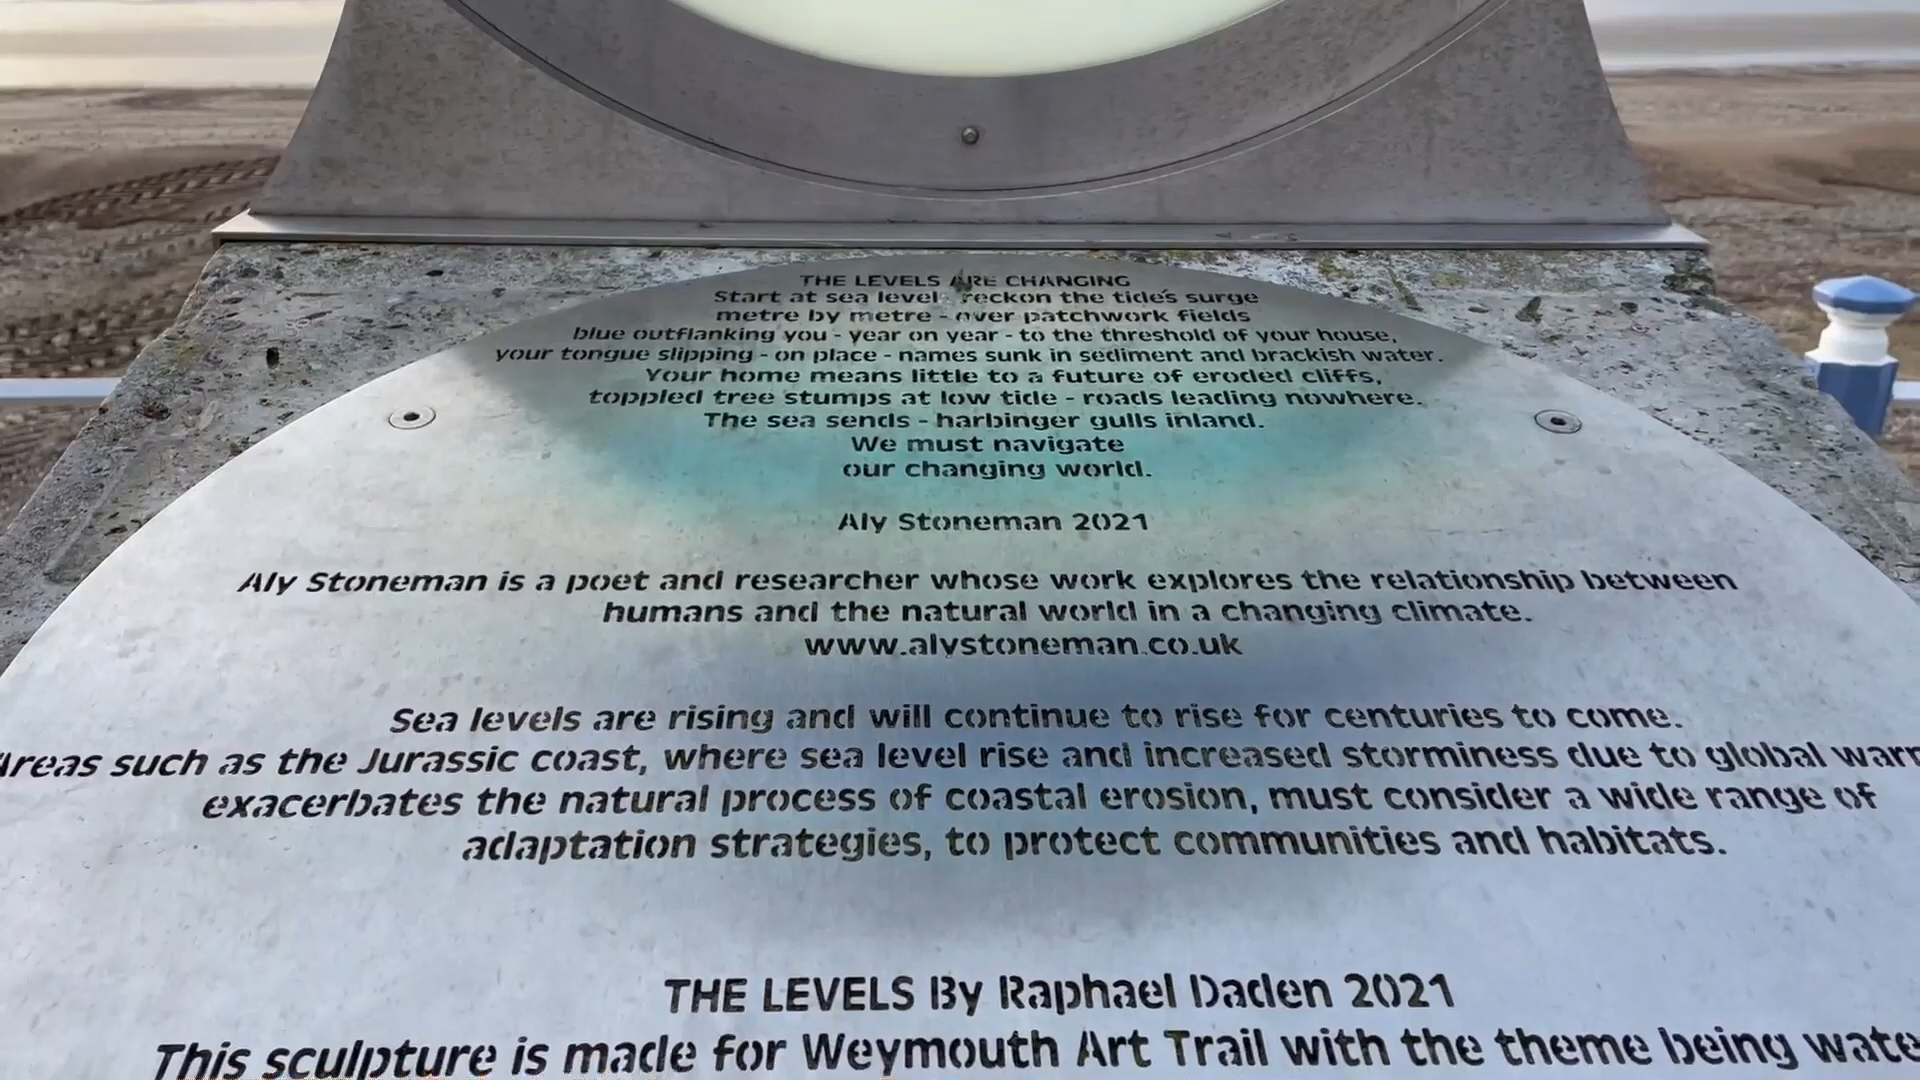 THE LEVELS ARE CHANGING
Start at sea level - reckon the tide's surge
metre by metre - over patchwork fields
blue outflanking you - year on year - to the threshold of your house,
your tongue slipping - on place - names sunk in sediment and brackish water.
Your home means little to a future of eroded cliffs,
toppled tree stumps at low tide - roads leading nowhere.
The sea sends - harbinger gulls inland.
We must navigate
our changing world.
Aly Stoneman 2021
Aly Stoneman is a poet and researcher whose work explores the relationship between
humans and the natural world in a changing climate.
www.alystoneman.co.uk
Sea levels are rising and will continue to rise for centuries to come.
Areas such as the Jurassic coast, where sea level rise and increased storminess due to global
exacerbates the natural process of coastal erosion, must consider a wide range of
adaptation strategies, to protect communities and habitats.
THE LEVELS By Raphael Daden 2021
This sculpture is made for Weymouth Art Trail with the theme being